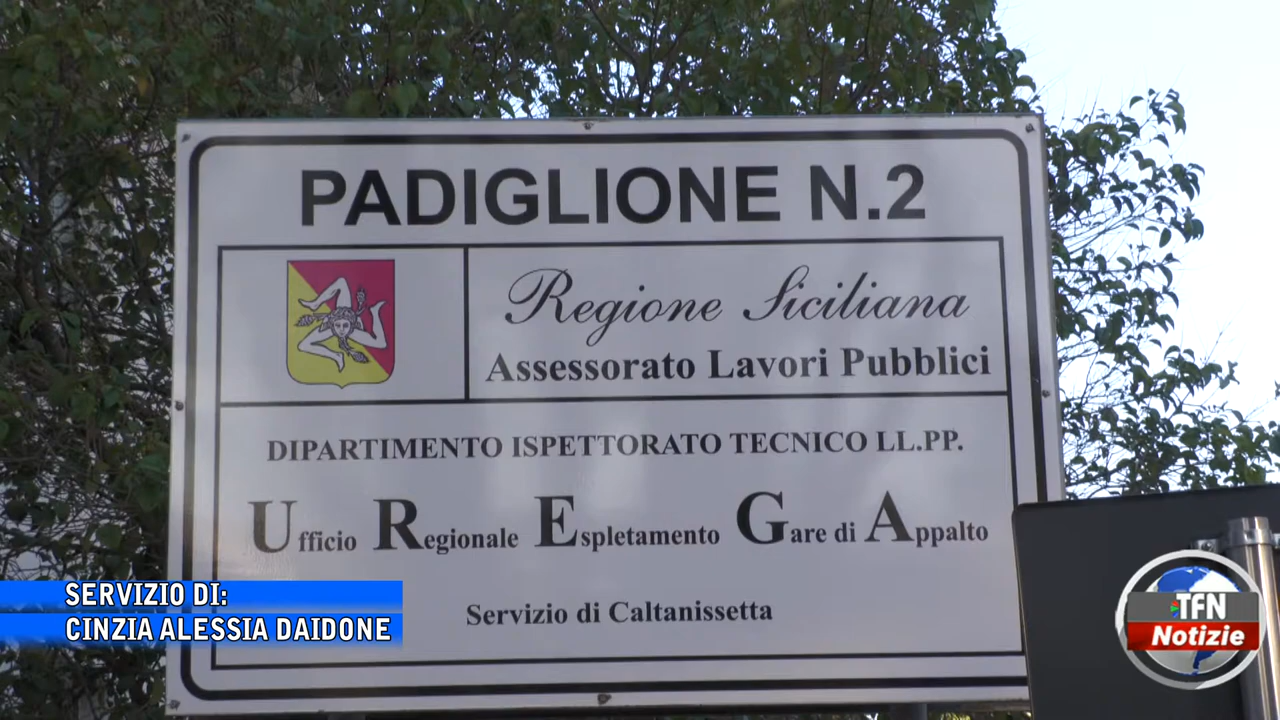 PADIGLIONE N.2
Regione Siciliana
Assessorato Lavori Pubblici
DIPARTIMENTO ISPETTORATO TECNICO LL.PP.
Ufficio Regionale Espletamento Gare di Appalto
Servizio di Caltanissetta
SERVIZIO DI:
CINZIA ALESSIA DAIDONE
TFN
Notizie